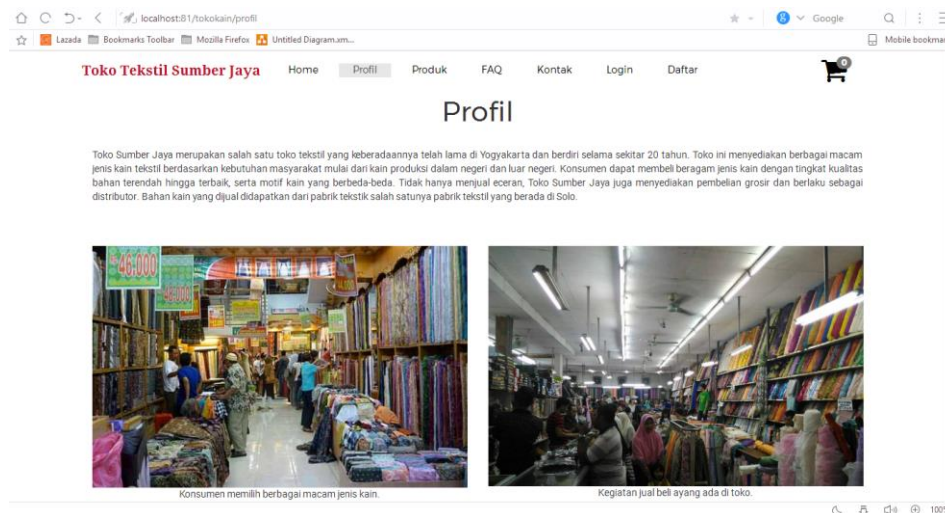 localhost:81/tokokain/profil
Google
Lazada Bookmarks Toolbar Mozilla Firefox Untitled Diagram.xm...
Mobile bookmar
Toko Tekstil Sumber Jaya Home Profil Produk FAQ Kontak Login Daftar 0
Profil
Toko Sumber Jaya merupakan salah satu toko tekstil yang keberadaannya telah lama di Yogyakarta dan berdiri selama sekitar 20 tahun. Toko ini menyediakan berbagai macam
jenis kain tekstil berdasarkan kebutuhan masyarakat mulai dari kain produksi dalam negeri dan luar negeri. Konsumen dapat membeli beragam jenis kain dengan tingkat kualitas
bahan terendah hingga terbaik, serta motif kain yang berbeda-beda. Tidak hanya menjual eceran, Toko Sumber Jaya juga menyediakan pembelian grosir dan berlaku sebagai
distributor. Bahan kain yang dijual didapatkan dari pabrik tekstik salah satunya pabrik tekstil yang berada di Solo.
46.000
Konsumen memilih berbagai macam jenis kain.
Kegiatan jual beli ayang ada di toko.